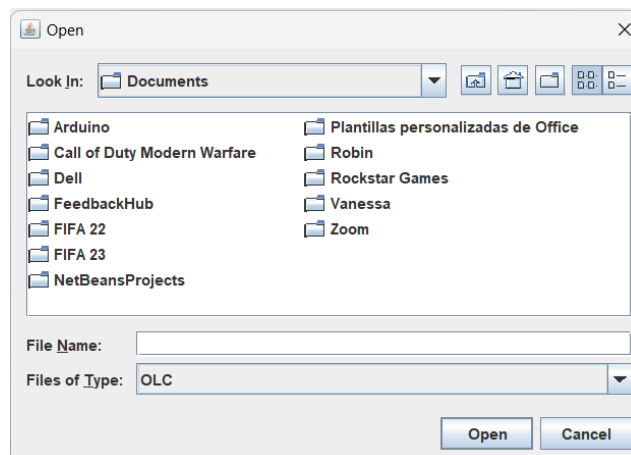 Open
Look In: Documents
Arduino
Call of Duty Modern Warfare
Dell
FeedbackHub
FIFA 22
FIFA 23
NetBeansProjects
Plantillas personalizadas de Office
Robin
Rockstar Games
Vanessa
Zoom
File Name:
Files of Type: OLC
Open Cancel